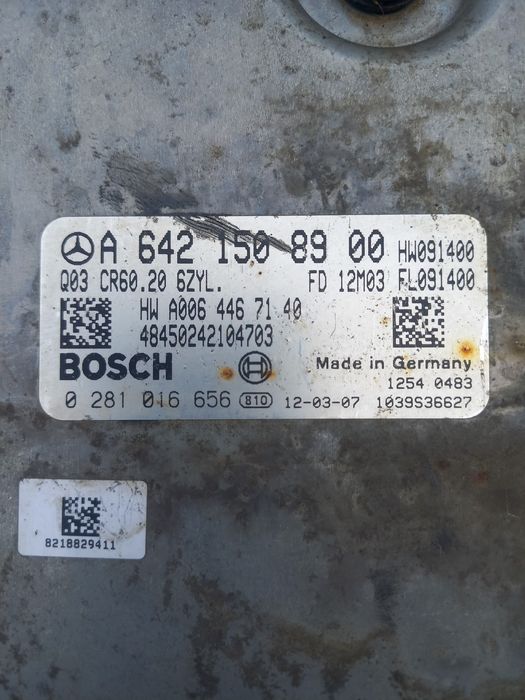 A 642 150 89 00 HW091400
Q03 CR60.20 6ZYL. FD 12M03 FL091400
HW A006 446 71 40
48450242104703
BOSCH Made in Germany
1254 0483
0 281 016 656 810 12-03-07 1039S36627
8218829411